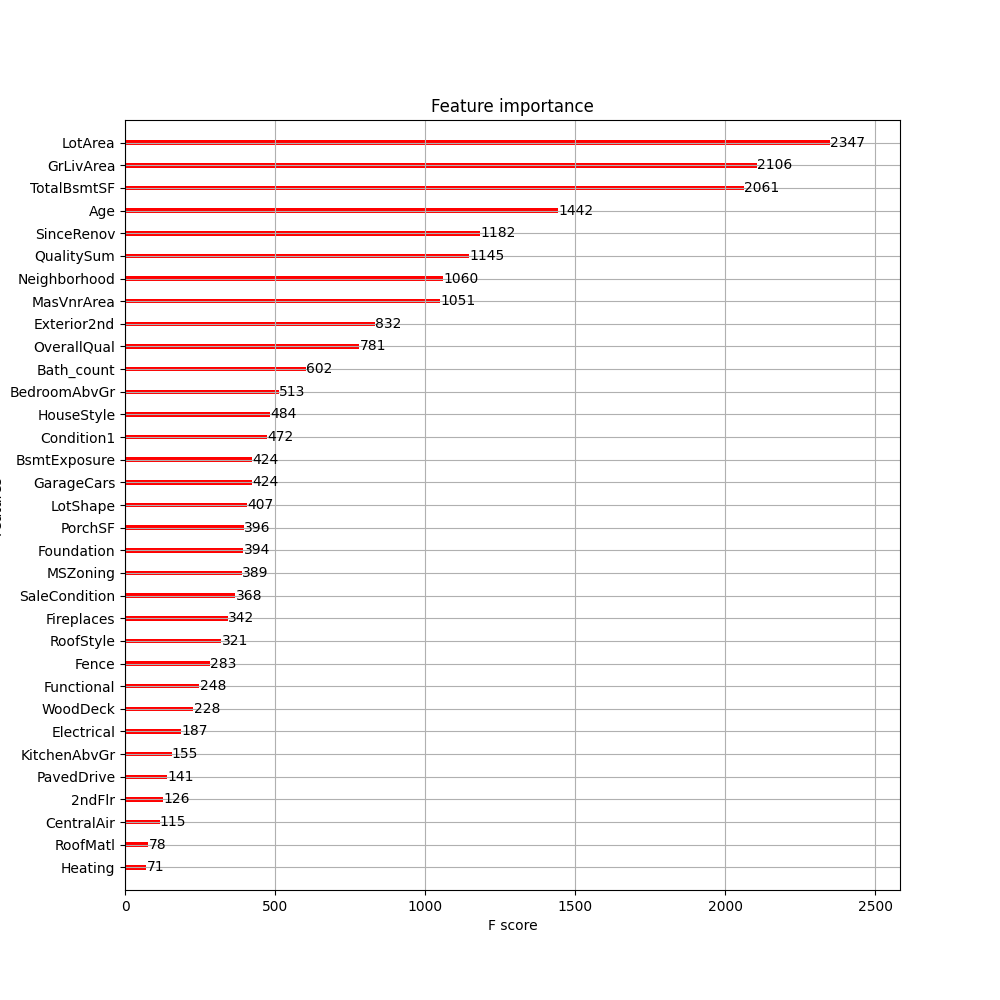 Feature importance
LotArea 2347
GrLivArea 2106
TotalBsmtSF 2061
Age 1442
SinceRenov 1182
QualitySum 1145
Neighborhood 1060
MasVnrArea 1051
Exterior2nd 832
OverallQual 781
Bath_count 602
BedroomAbvGr 513
HouseStyle 484
Condition1 472
BsmtExposure 424
GarageCars 424
LotShape 407
PorchSF 396
Foundation 394
MSZoning 389
SaleCondition 368
Fireplaces 342
RoofStyle 321
Fence 283
Functional 248
WoodDeck 228
Electrical 187
KitchenAbvGr 155
PavedDrive 141
2ndFlr 126
CentralAir 115
RoofMatl 78
Heating 71
0 500 1000 1500 2000 2500
F score